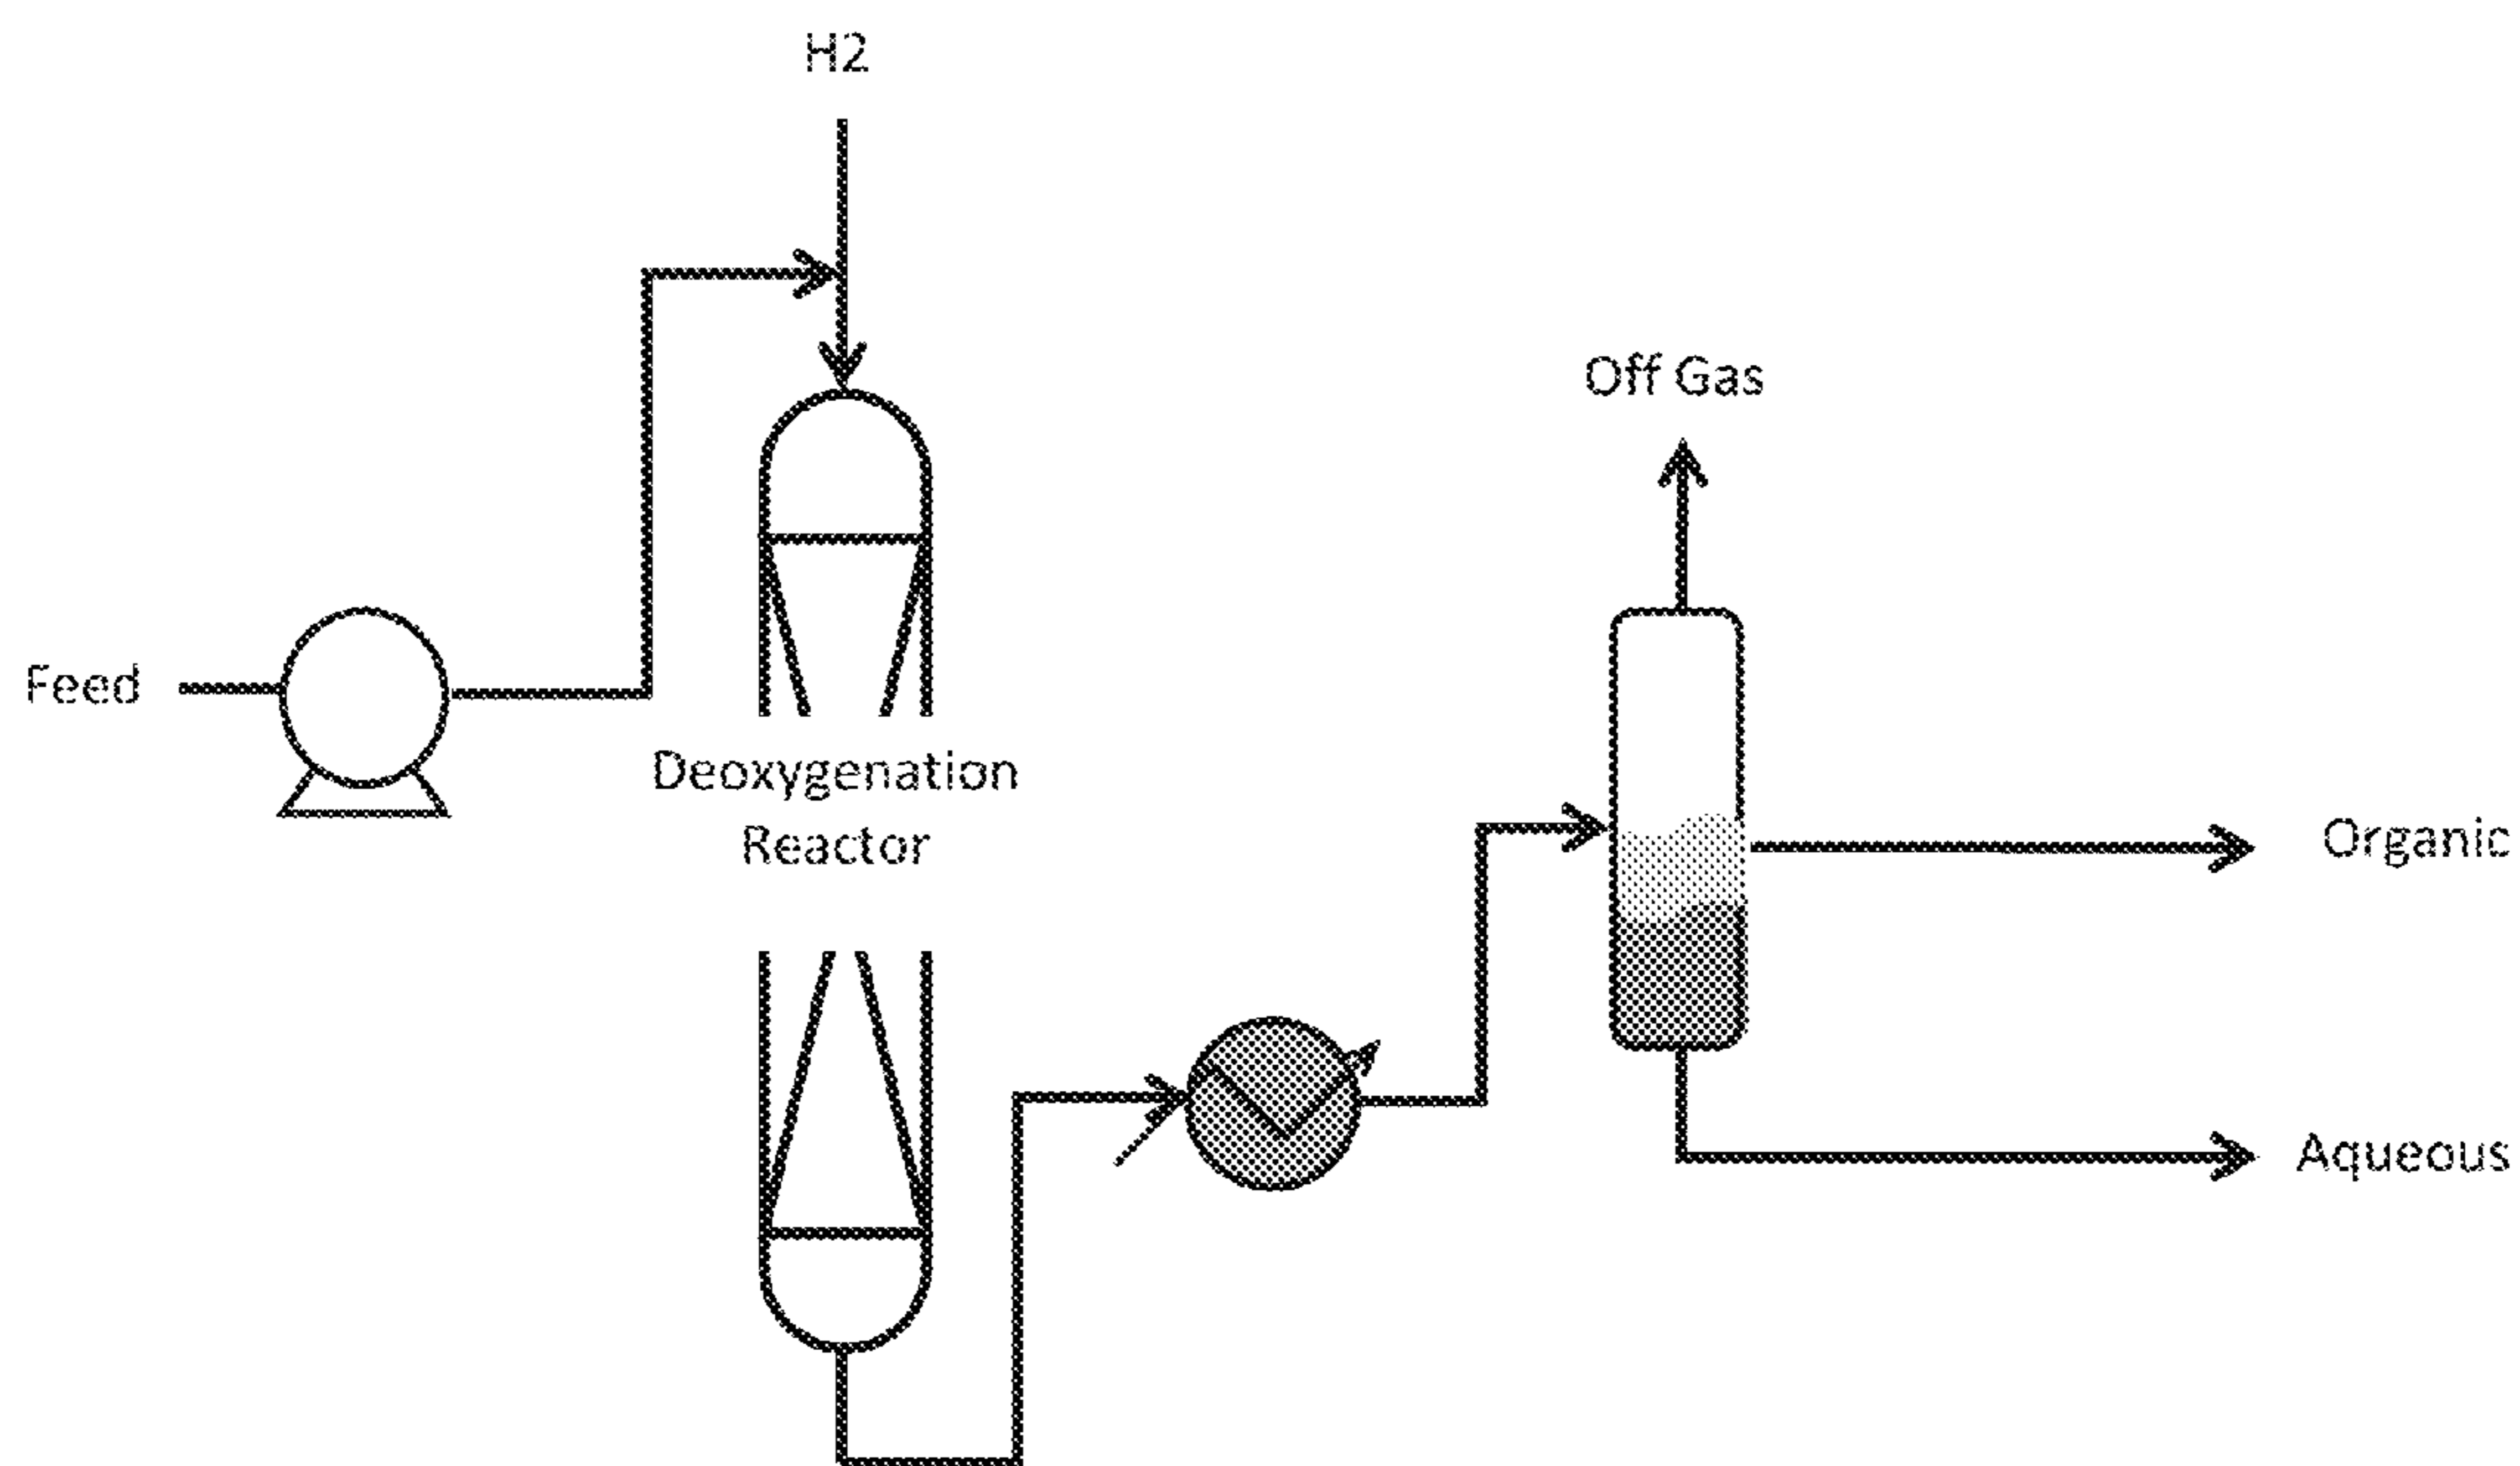 H2
Off Gas
Feed
Deoxygenation
Reactor
Organic
Aqueous